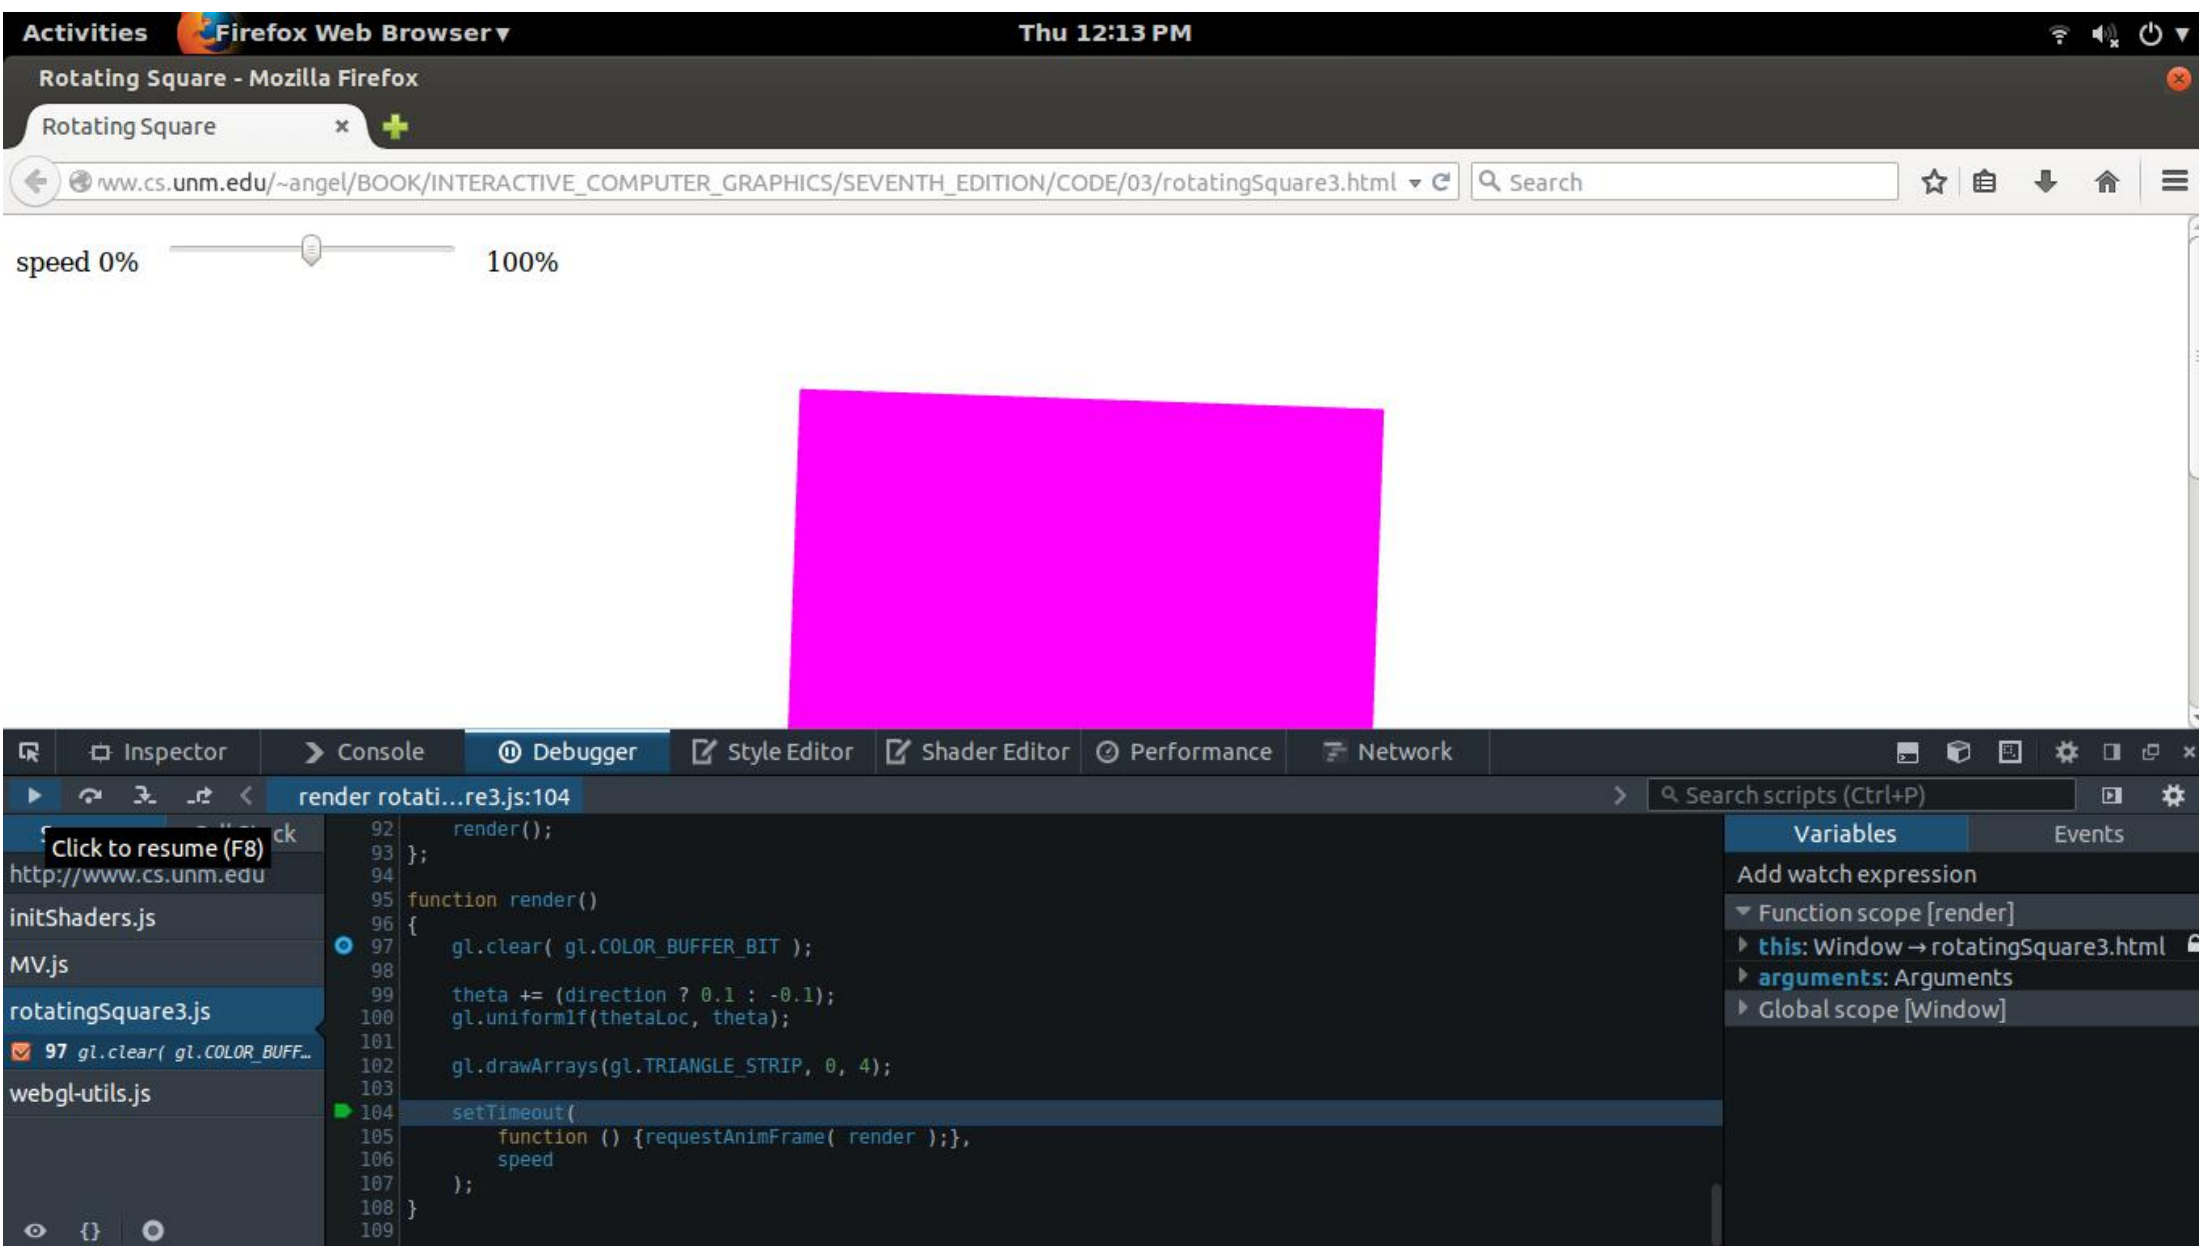 Activities Firefox Web Browser Thu 12:13 PM
Rotating Square - Mozilla Firefox
Rotating Square
ww.cs.unm.edu/~angel/BOOK/INTERACTIVE_COMPUTER_GRAPHICS/SEVENTH_EDITION/CODE/03/rotatingSquare3.html Search
speed 0% 100%
Inspector Console Debugger Style Editor Shader Editor Performance Network
render rotati...re3.js:104 Search scripts (Ctrl+P)
ck
Click to resume (F8)
http://www.cs.unm.edu
initShaders.js
MV.js
rotatingSquare3.js
97 gl.clear( gl.COLOR_BUFF...
webgl-utils.js
{}
92 render();
93 };
94
95 function render()
96 {
97 gl.clear( gl.COLOR_BUFFER_BIT );
98
99 theta += (direction ? 0.1 : -0.1);
100 gl.uniform1f(thetaLoc, theta);
101
102 gl.drawArrays(gl.TRIANGLE_STRIP, 0, 4);
103
104 setTimeout(
105 function () {requestAnimFrame( render );},
106 speed
107 );
108 }
109
Variables Events
Add watch expression
Function scope [render]
this: Window → rotatingSquare3.html
arguments: Arguments
Global scope [Window]